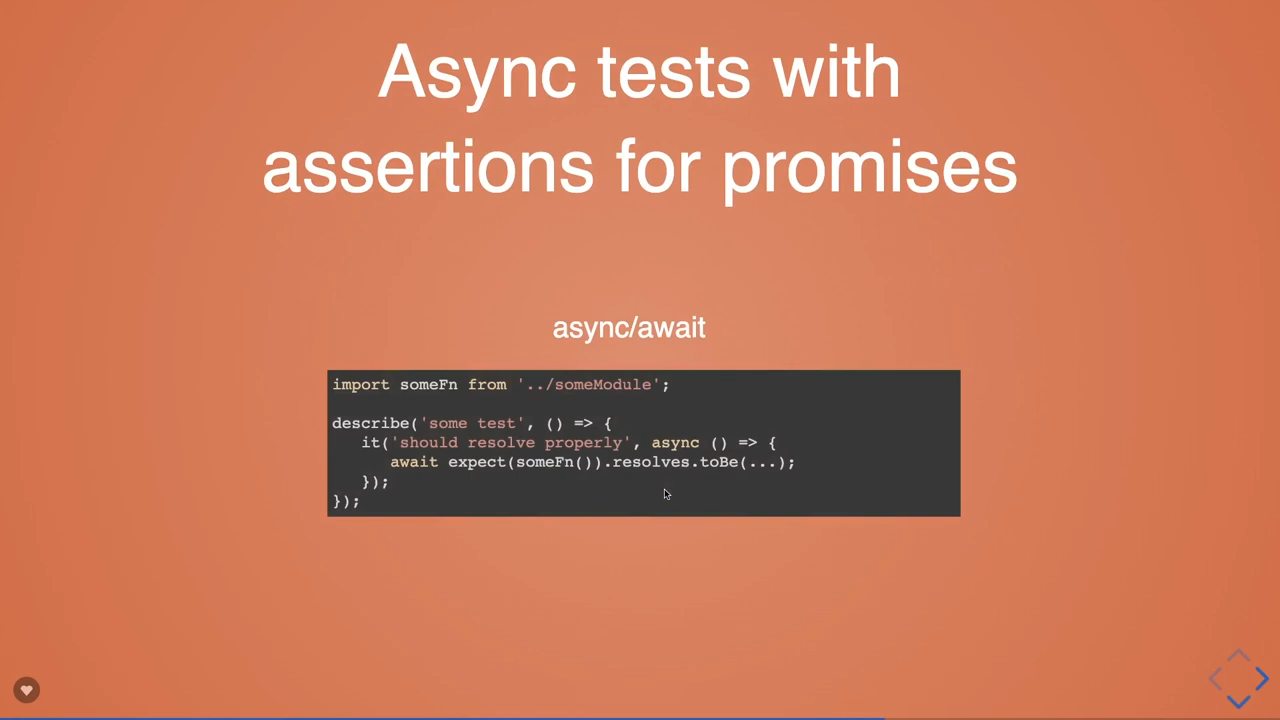 Async tests with
assertions for promises
async/await
import someFn from '../someModule';
describe('some test', () => {
it('should resolve properly', async () => {
await expect(someFn()).resolves.toBe(...);
});
});